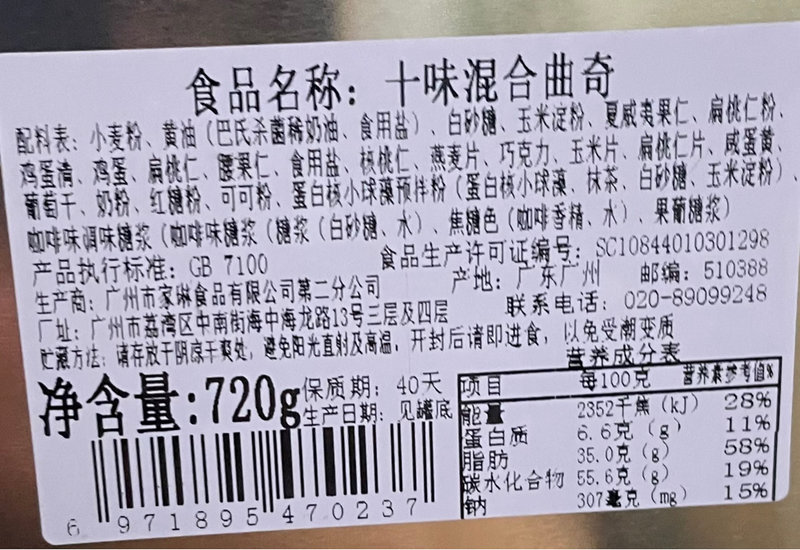 食品名称：十味混合曲奇
配料表：小麦粉、黄油（巴氏杀菌稀奶油、食用盐）、白砂糖、玉米淀粉、夏威夷果仁、扁桃仁粉、
鸡蛋清、鸡蛋、扁桃仁、腰果仁、食用盐、核桃仁、燕麦片、巧克力、玉米片、扁桃仁片、咸蛋黄、
葡萄干、奶粉、红糖粉、可可粉、蛋白核小球藻预拌粉（蛋白核小球藻、抹茶、白砂糖、玉米淀粉）、
咖啡味调味糖浆（咖啡味糖浆（糖浆（白砂糖、水）、焦糖色（咖啡香精、水）、果葡糖浆）
产品执行标准：GB 7100 食品生产许可证编号：SC10844010301298
生产商：广州市家琳食品有限公司第二分公司 产地：广东广州 邮编：510388
厂址：广州市荔湾区中南街海中海龙路13号三层及四层 联系电话：020-89099248
贮藏方法：请存放于阴凉干爽处，避免阳光直射及高温，开封后请即进食，以免受潮变质
净含量:720g
保质期：40天
生产日期：见罐底
营养成分表
项目 每100克 营养素参考值%
能量 2352千焦（kJ） 28%
蛋白质 6.6克（g） 11%
脂肪 35.0克（g） 58%
碳水化合物 55.6克（g） 19%
钠 307毫克（mg） 15%
6 971895 470237